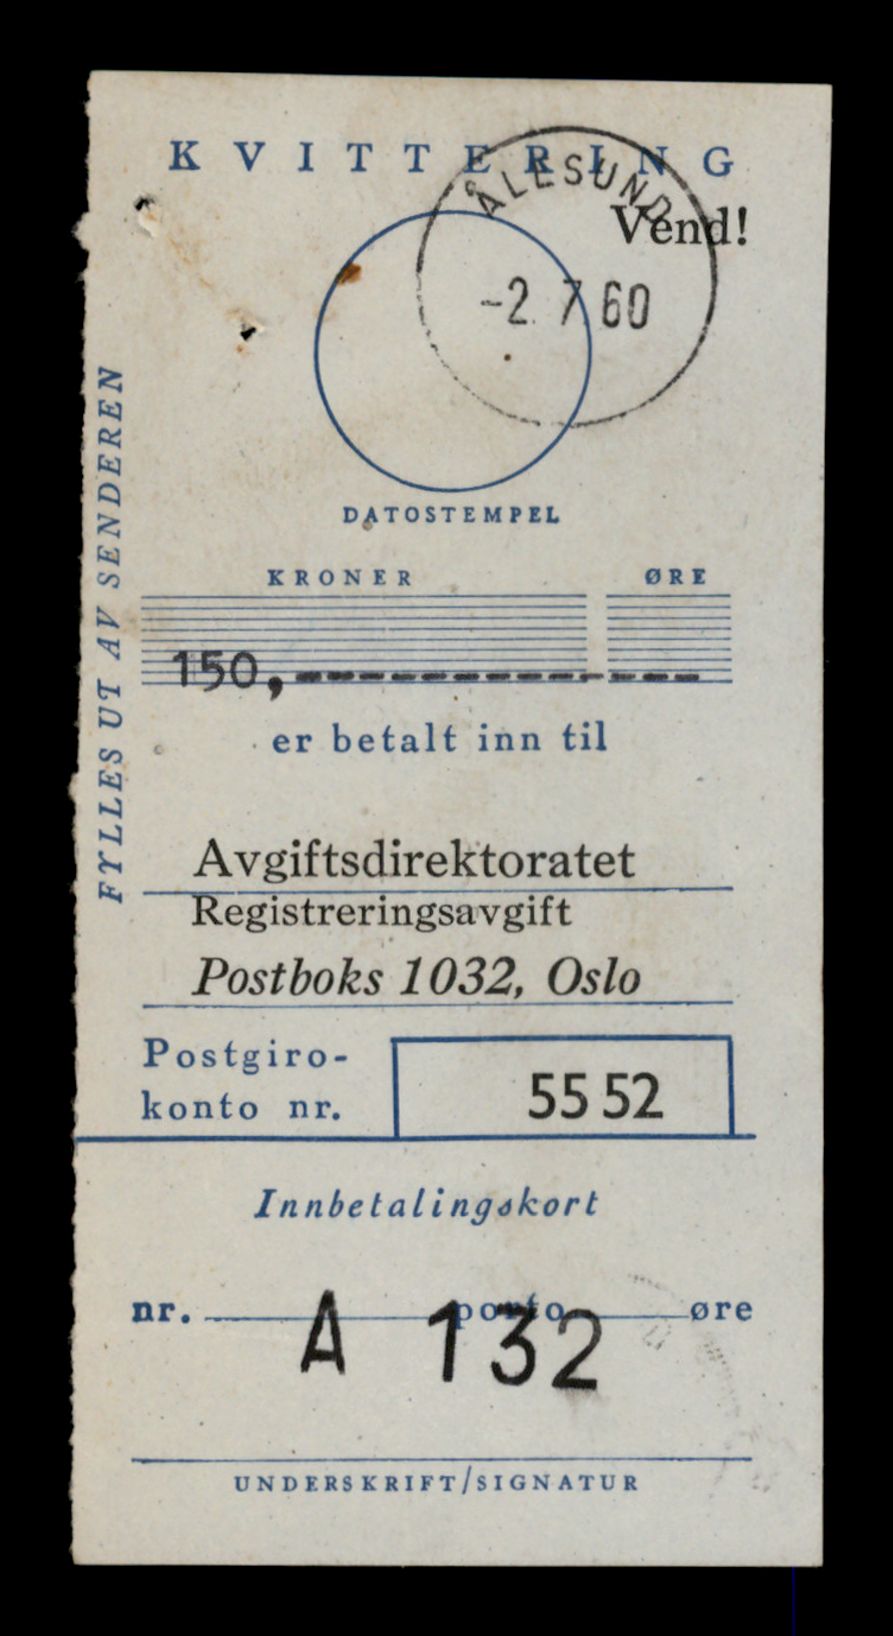 KVITTERING
ÅLESUND
Vend!
-2. 7 60
DATOSTEMPEL
KRONER ØRE
150,-------------
er betalt inn til
FYLLES UT AV SENDEREN
Avgiftsdirektoratet
Registreringsavgift
Postboks 1032, Oslo
Postgiro-
konto nr.
55 52
Innbetalingskort
nr. porto øre
A 132
UNDERSKRIFT/SIGNATUR